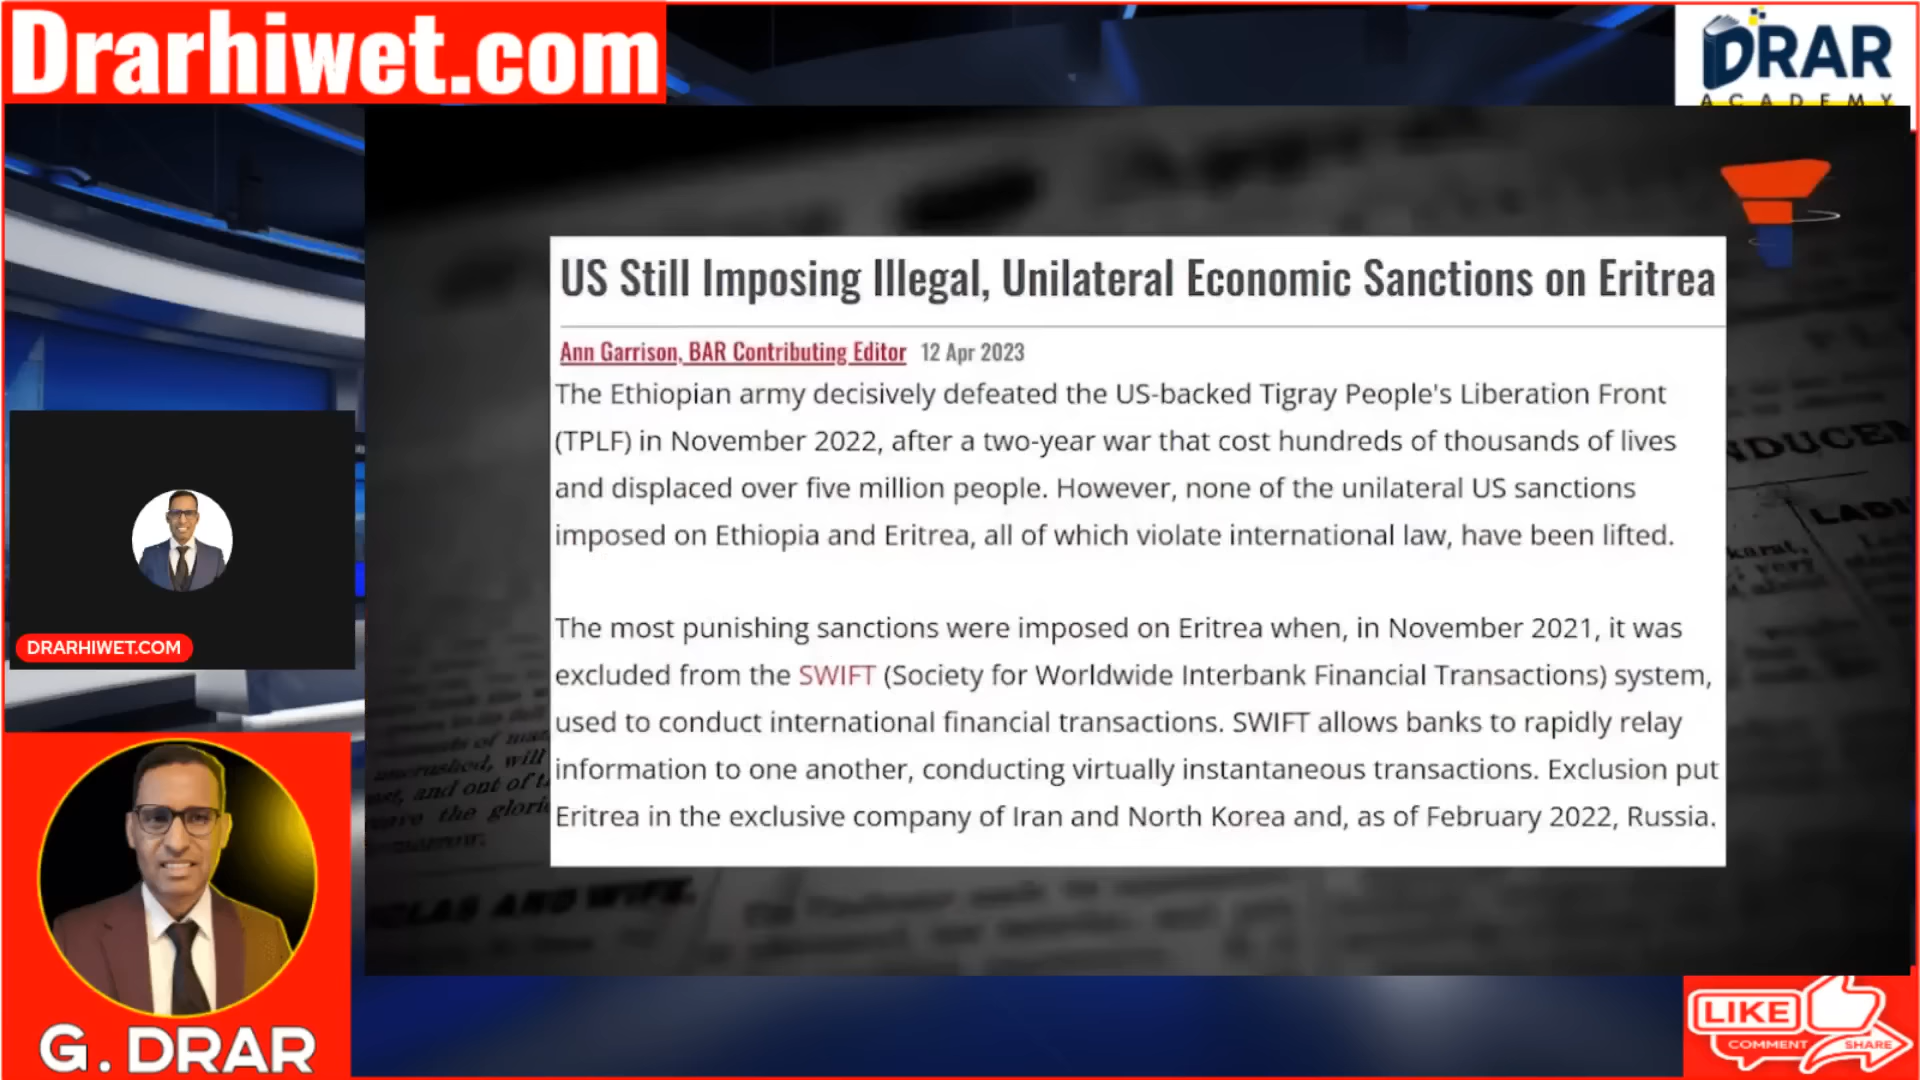 Drarhiwet.com
DRAR
ACADEMY
US Still Imposing Illegal, Unilateral Economic Sanctions on Eritrea
Ann Garrison, BAR Contributing Editor 12 Apr 2023
The Ethiopian army decisively defeated the US-backed Tigray People's Liberation Front
(TPLF) in November 2022, after a two-year war that cost hundreds of thousands of lives
and displaced over five million people. However, none of the unilateral US sanctions
imposed on Ethiopia and Eritrea, all of which violate international law, have been lifted.
The most punishing sanctions were imposed on Eritrea when, in November 2021, it was
excluded from the SWIFT (Society for Worldwide Interbank Financial Transactions) system,
used to conduct international financial transactions. SWIFT allows banks to rapidly relay
information to one another, conducting virtually instantaneous transactions. Exclusion put
Eritrea in the exclusive company of Iran and North Korea and, as of February 2022, Russia.
DRARHIWET.COM
G. DRAR
LIKE
COMMENT
SHARE
AND WIFE.